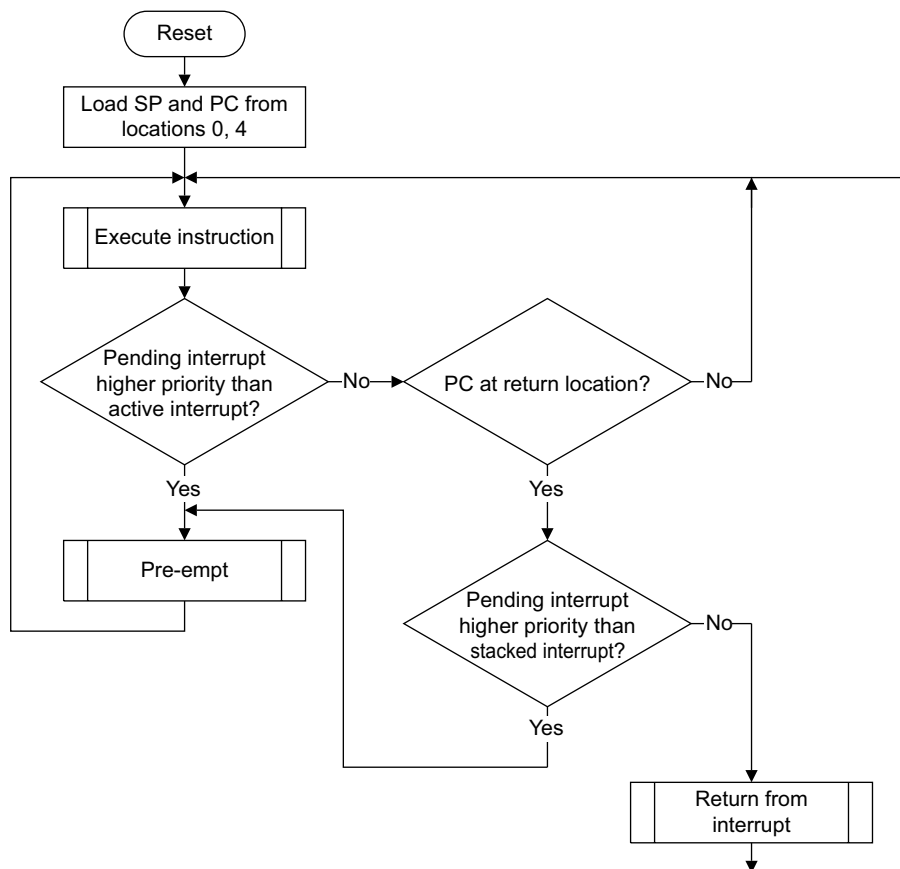 Reset
Load SP and PC from
locations 0, 4
Execute instruction
Pending interrupt
higher priority than
active interrupt?
No
PC at return location?
No
Yes
Yes
Pre-empt
Pending interrupt
higher priority than
stacked interrupt?
No
Yes
Return from
interrupt